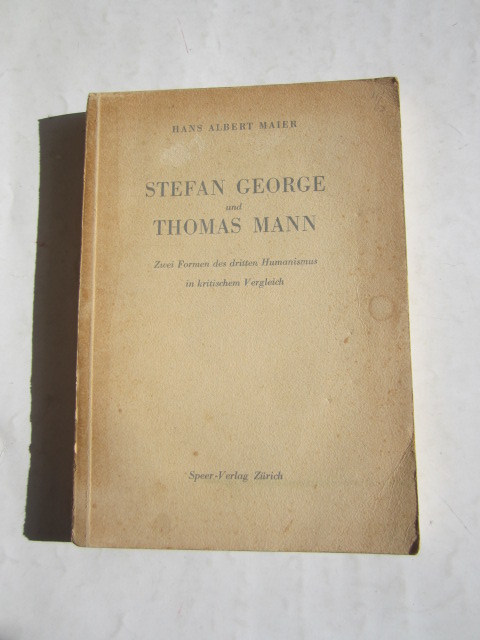 HANS ALBERT MAIER
STEFAN GEORGE
und
THOMAS MANN
Zwei Formen des dritten Humanismus
in kritischem Vergleich
Speer-Verlag Zürich